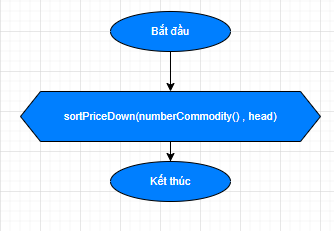 Bắt đầu
sortPriceDown(numberCommodity() , head)
Kết thúc